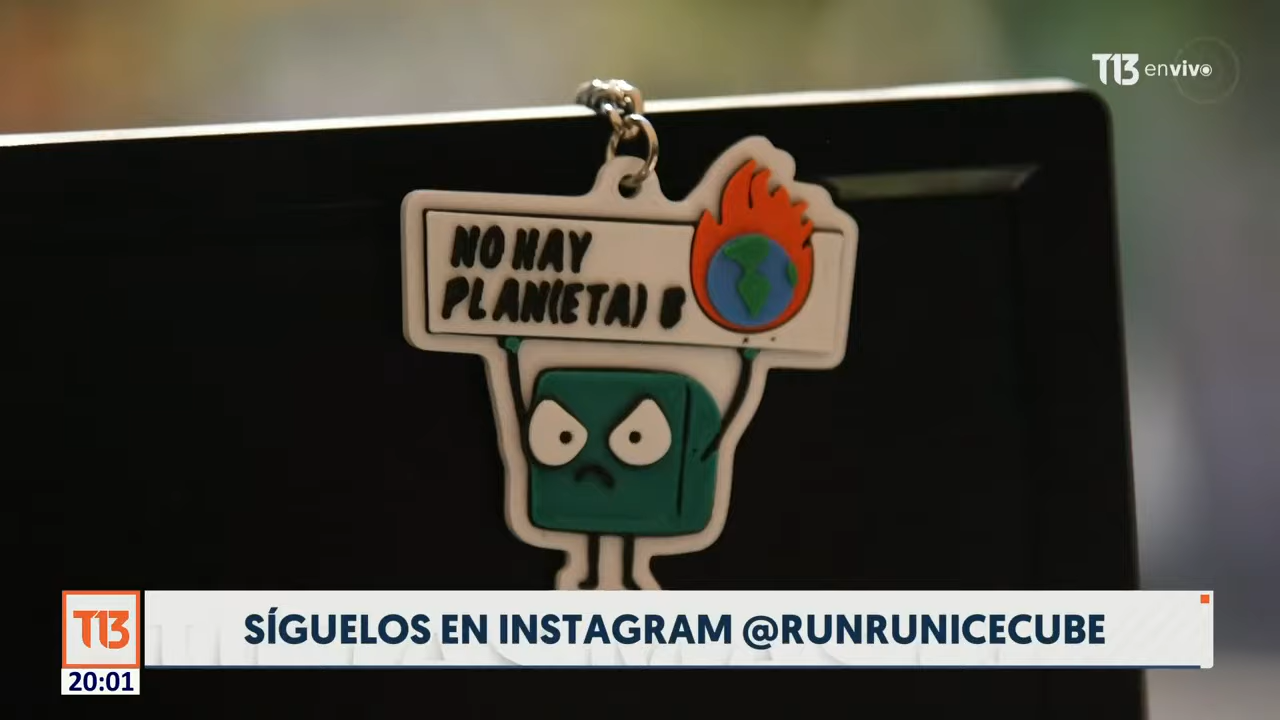 T13 envivo
NO HAY
PLAN(ETA) B
T13
SÍGUELOS EN INSTAGRAM @RUNRUNICECUBE
20:01